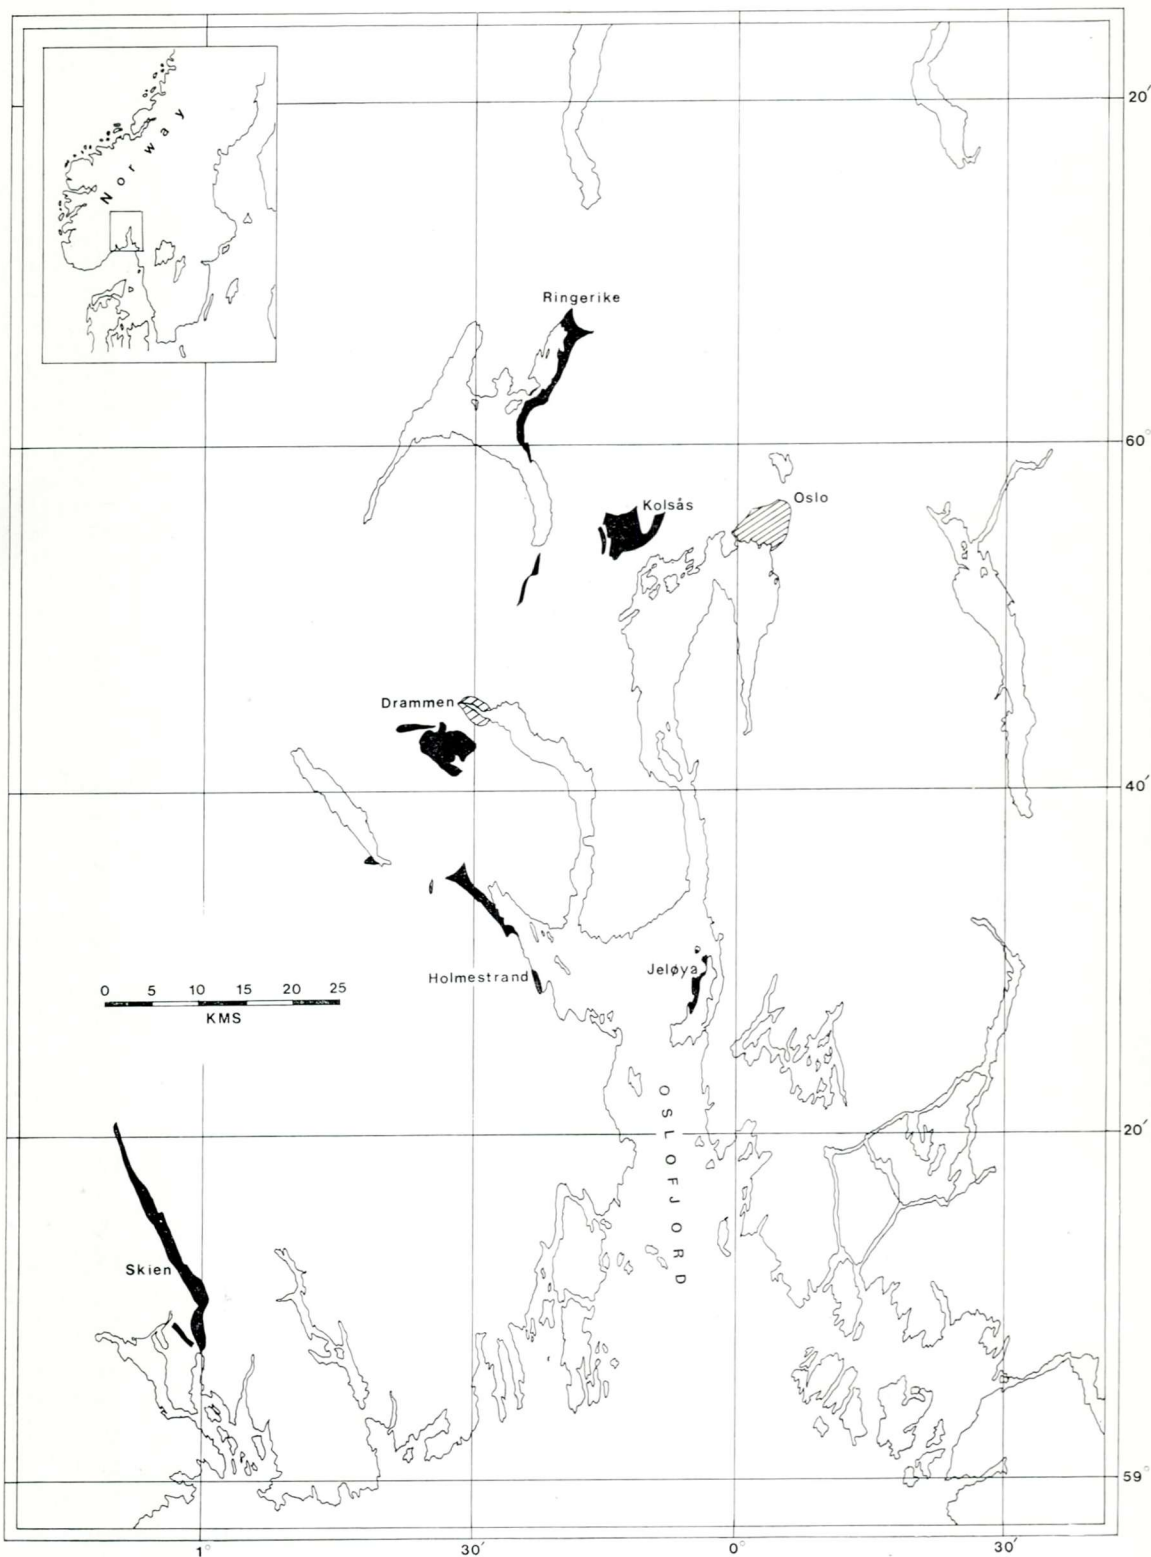 Norway
20′
Ringerike
60°
Kolsås
Oslo
Drammen
40′
Holmestrand
Jeløya
0 5 10 15 20 25
KMS
OSLOFJORD
20′
Skien
59°
1° 30′ 0° 30′